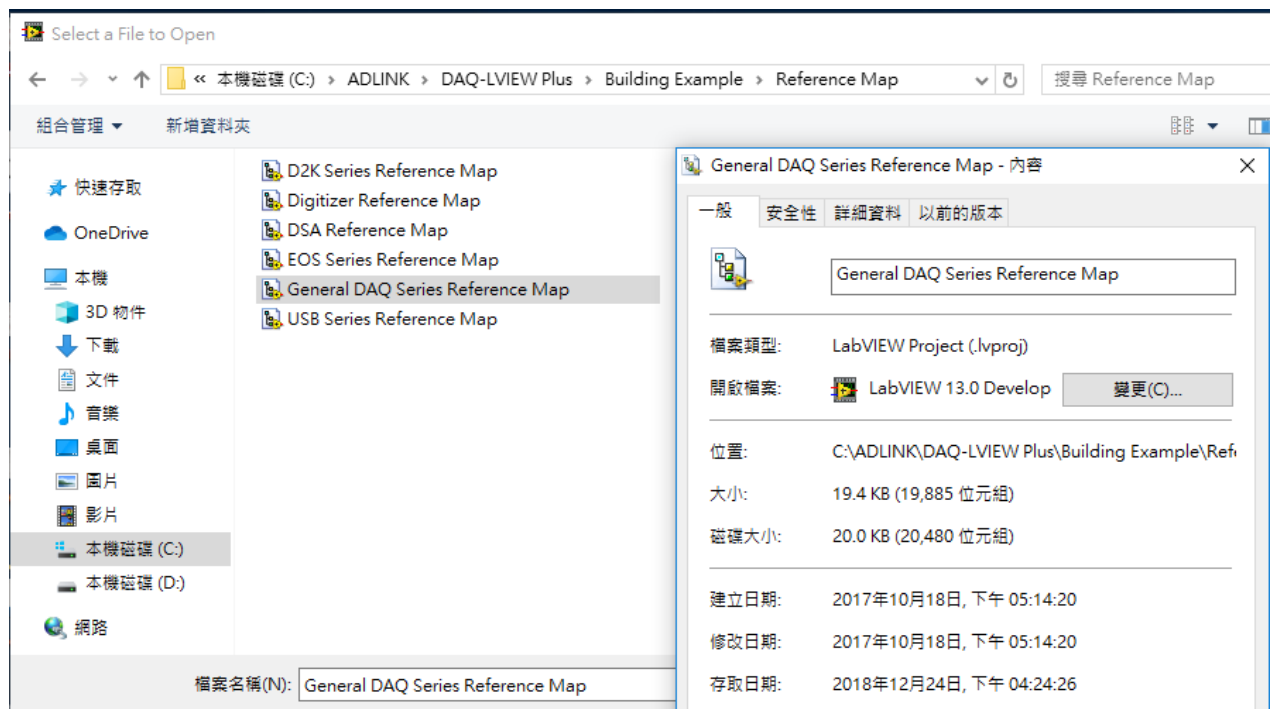 Select a File to Open
« 本機磁碟 (C:) › ADLINK › DAQ-LVIEW Plus › Building Example › Reference Map
搜尋 Reference Map
組合管理
新增資料夾
快速存取
OneDrive
本機
3D 物件
下載
文件
音樂
桌面
圖片
影片
本機磁碟 (C:)
本機磁碟 (D:)
網路
D2K Series Reference Map
Digitizer Reference Map
DSA Reference Map
EOS Series Reference Map
General DAQ Series Reference Map
USB Series Reference Map
檔案名稱(N): General DAQ Series Reference Map
General DAQ Series Reference Map - 內容
一般 安全性 詳細資料 以前的版本
General DAQ Series Reference Map
檔案類型: LabVIEW Project (.lvproj)
開啟檔案: LabVIEW 13.0 Develop 變更(C)...
位置: C:\ADLINK\DAQ-LVIEW Plus\Building Example\Refe
大小: 19.4 KB (19,885 位元組)
磁碟大小: 20.0 KB (20,480 位元組)
建立日期: 2017年10月18日, 下午 05:14:20
修改日期: 2017年10月18日, 下午 05:14:20
存取日期: 2018年12月24日, 下午 04:24:26